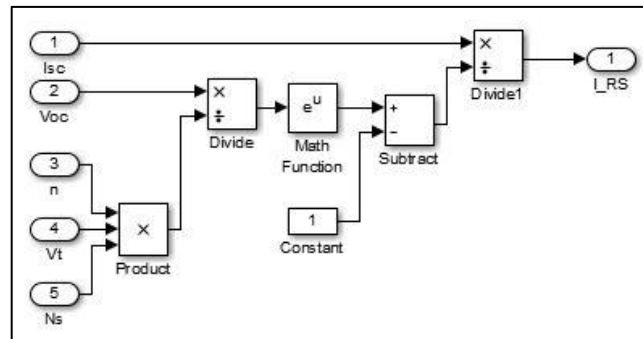 1
Isc
×
÷
Divide1
1
I_RS
2
Voc
×
÷
Divide
e^u
Math
Function
+
−
Subtract
3
n
4
Vt
×
Product
1
Constant
5
Ns